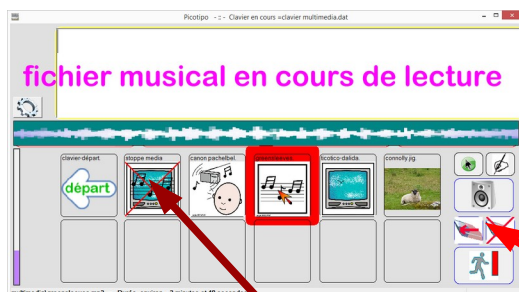 Picotipo - :: - Clavier en cours =clavier multimedia.dat
fichier musical en cours de lecture
clavier-départ stoppe media canon pachelbel. ticotico-dalida. connolly jig.
départ